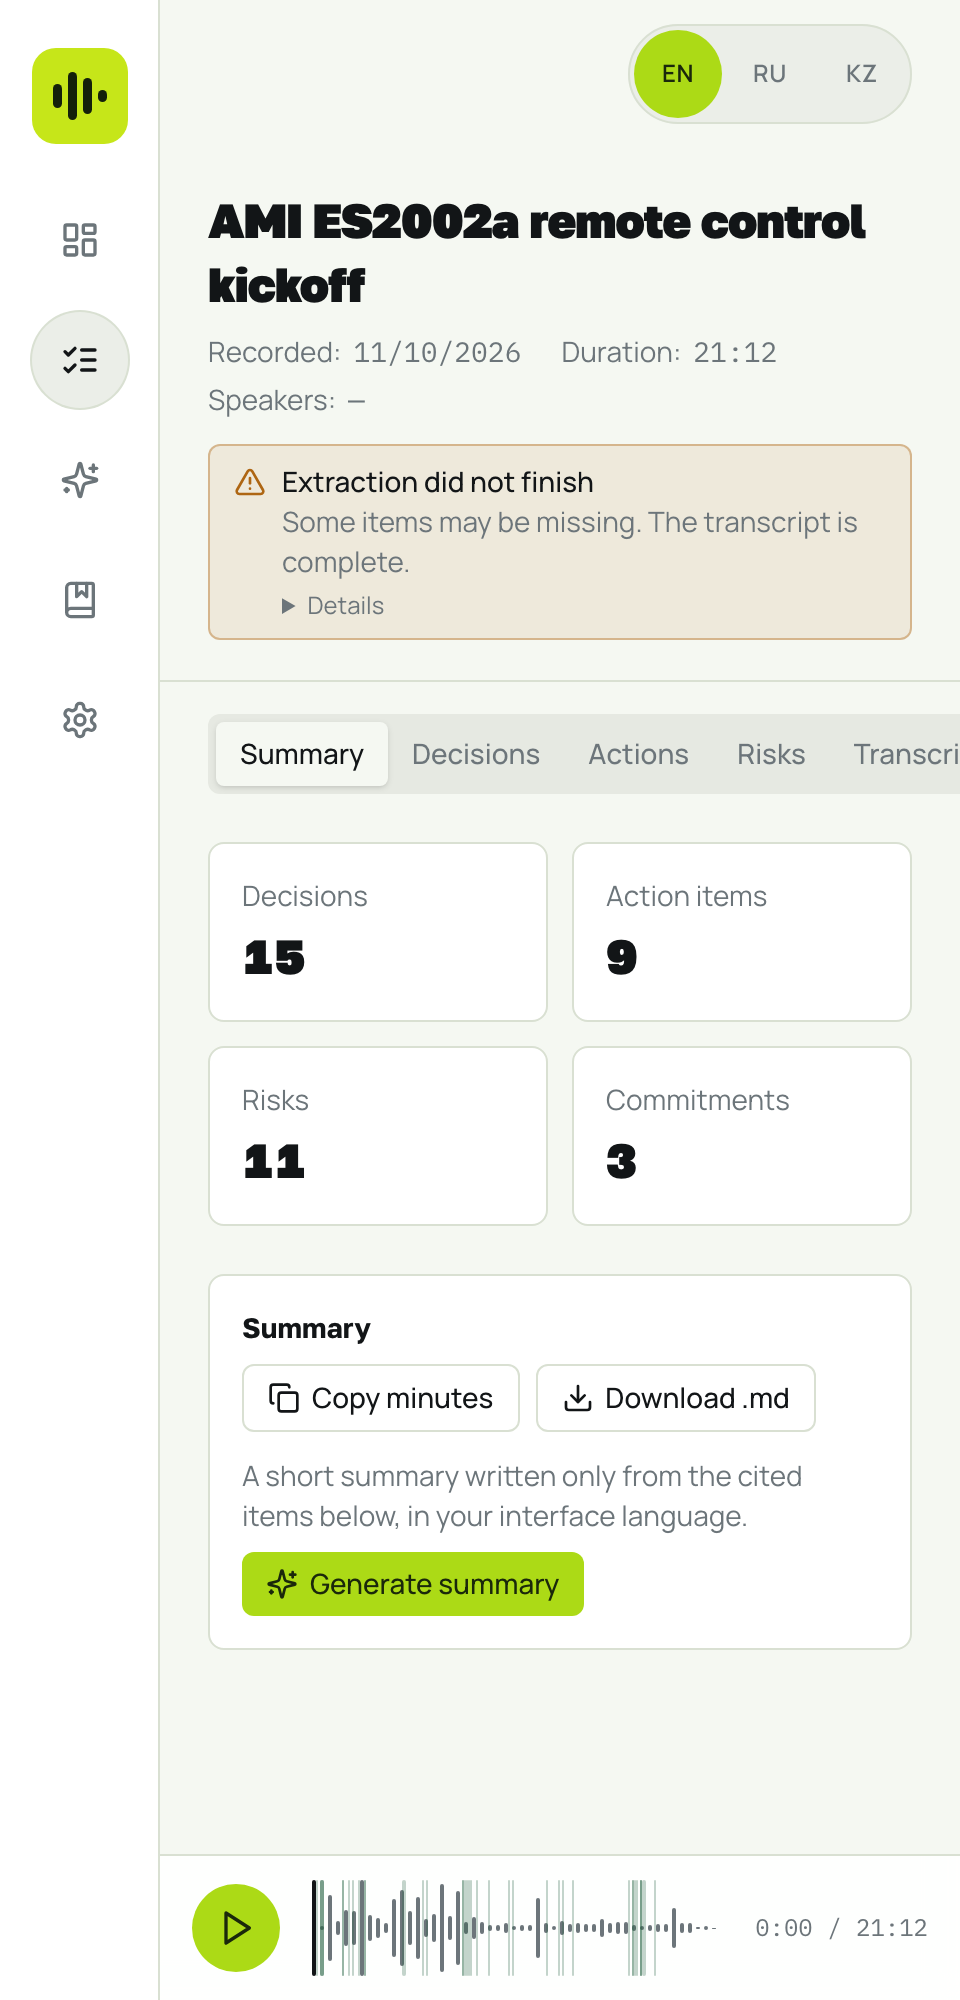 EN RU KZ
AMI ES2002a remote control
kickoff
Recorded: 11/10/2026 Duration: 21:12
Speakers: —
Extraction did not finish
Some items may be missing. The transcript is
complete.
Details
Summary Decisions Actions Risks Transcri
Decisions
15
Action items
9
Risks
11
Commitments
3
Summary
Copy minutes Download .md
A short summary written only from the cited
items below, in your interface language.
Generate summary
0:00 / 21:12